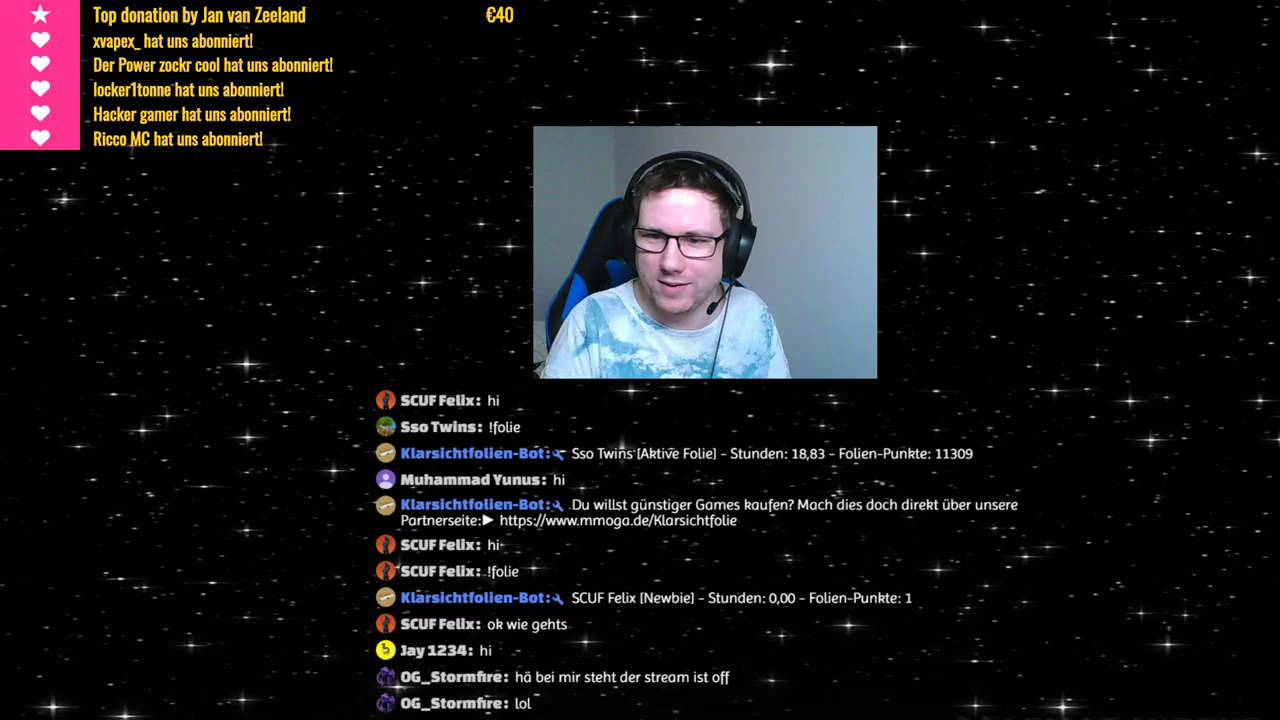 Top donation by Jan van Zeeland €40
xvapex_ hat uns abonniert!
Der Power zockr cool hat uns abonniert!
locker1tonne hat uns abonniert!
Hacker gamer hat uns abonniert!
Ricco MC hat uns abonniert!
SCUF Felix: hi
Sso Twins: !folie
Klarsichtfolien-Bot: Sso Twins [Aktive Folie] - Stunden: 18,83 - Folien-Punkte: 11309
Muhammad Yunus: hi
Klarsichtfolien-Bot: Du willst günstiger Games kaufen? Mach dies doch direkt über unsere
Partnerseite:► https://www.mmoga.de/Klarsichtfolie
SCUF Felix: hi
SCUF Felix: !folie
Klarsichtfolien-Bot: SCUF Felix [Newbie] - Stunden: 0,00 - Folien-Punkte: 1
SCUF Felix: ok wie gehts
Jay 1234: hi
OG_Stormfire: hä bei mir steht der stream ist off
OG_Stormfire: lol